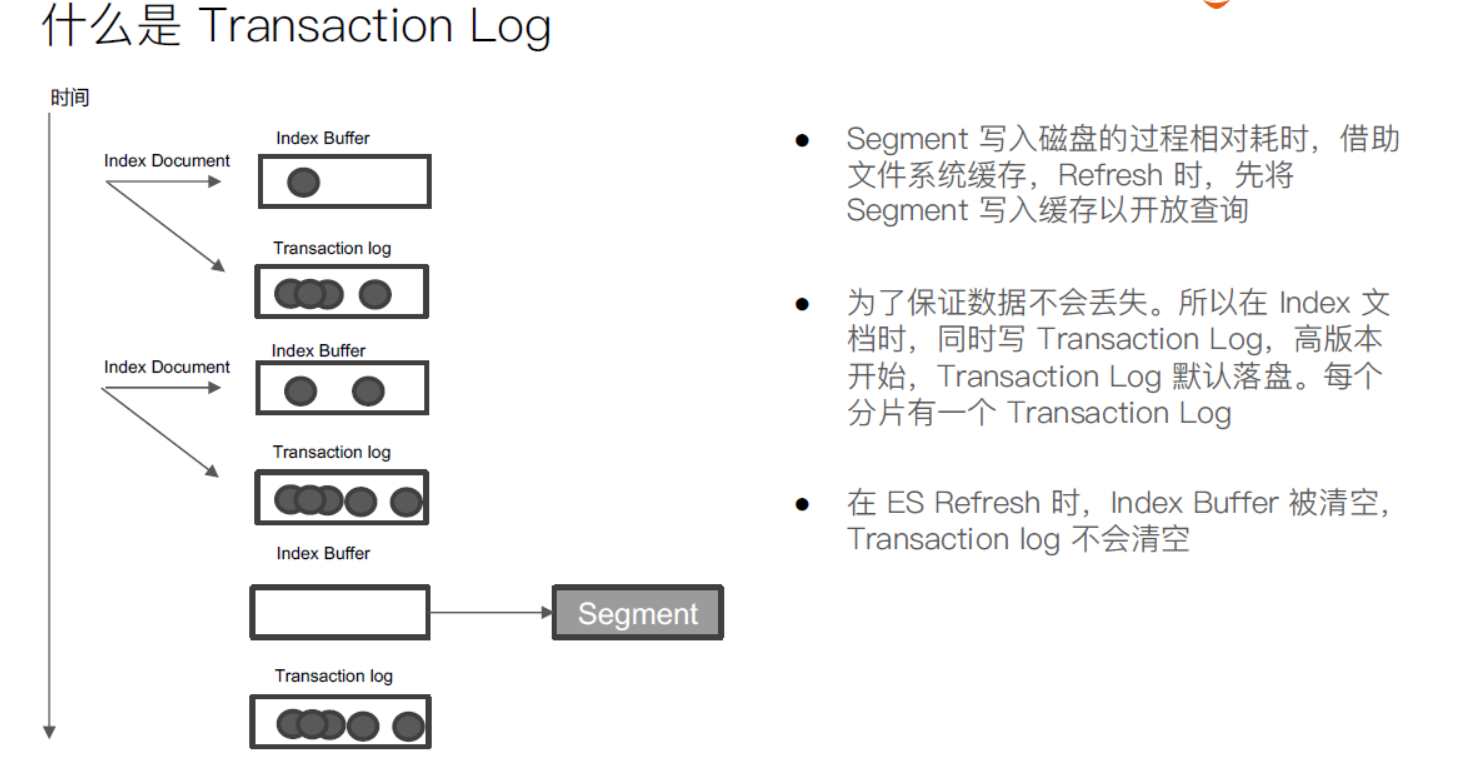 什么是 Transaction Log
时间
Index Buffer
Index Document
Transaction log
Index Buffer
Index Document
Transaction log
Index Buffer
Segment
Transaction log
● Segment 写入磁盘的过程相对耗时，借助
文件系统缓存，Refresh 时，先将
Segment 写入缓存以开放查询
● 为了保证数据不会丢失。所以在 Index 文
档时，同时写 Transaction Log，高版本
开始，Transaction Log 默认落盘。每个
分片有一个 Transaction Log
● 在 ES Refresh 时，Index Buffer 被清空，
Transaction log 不会清空